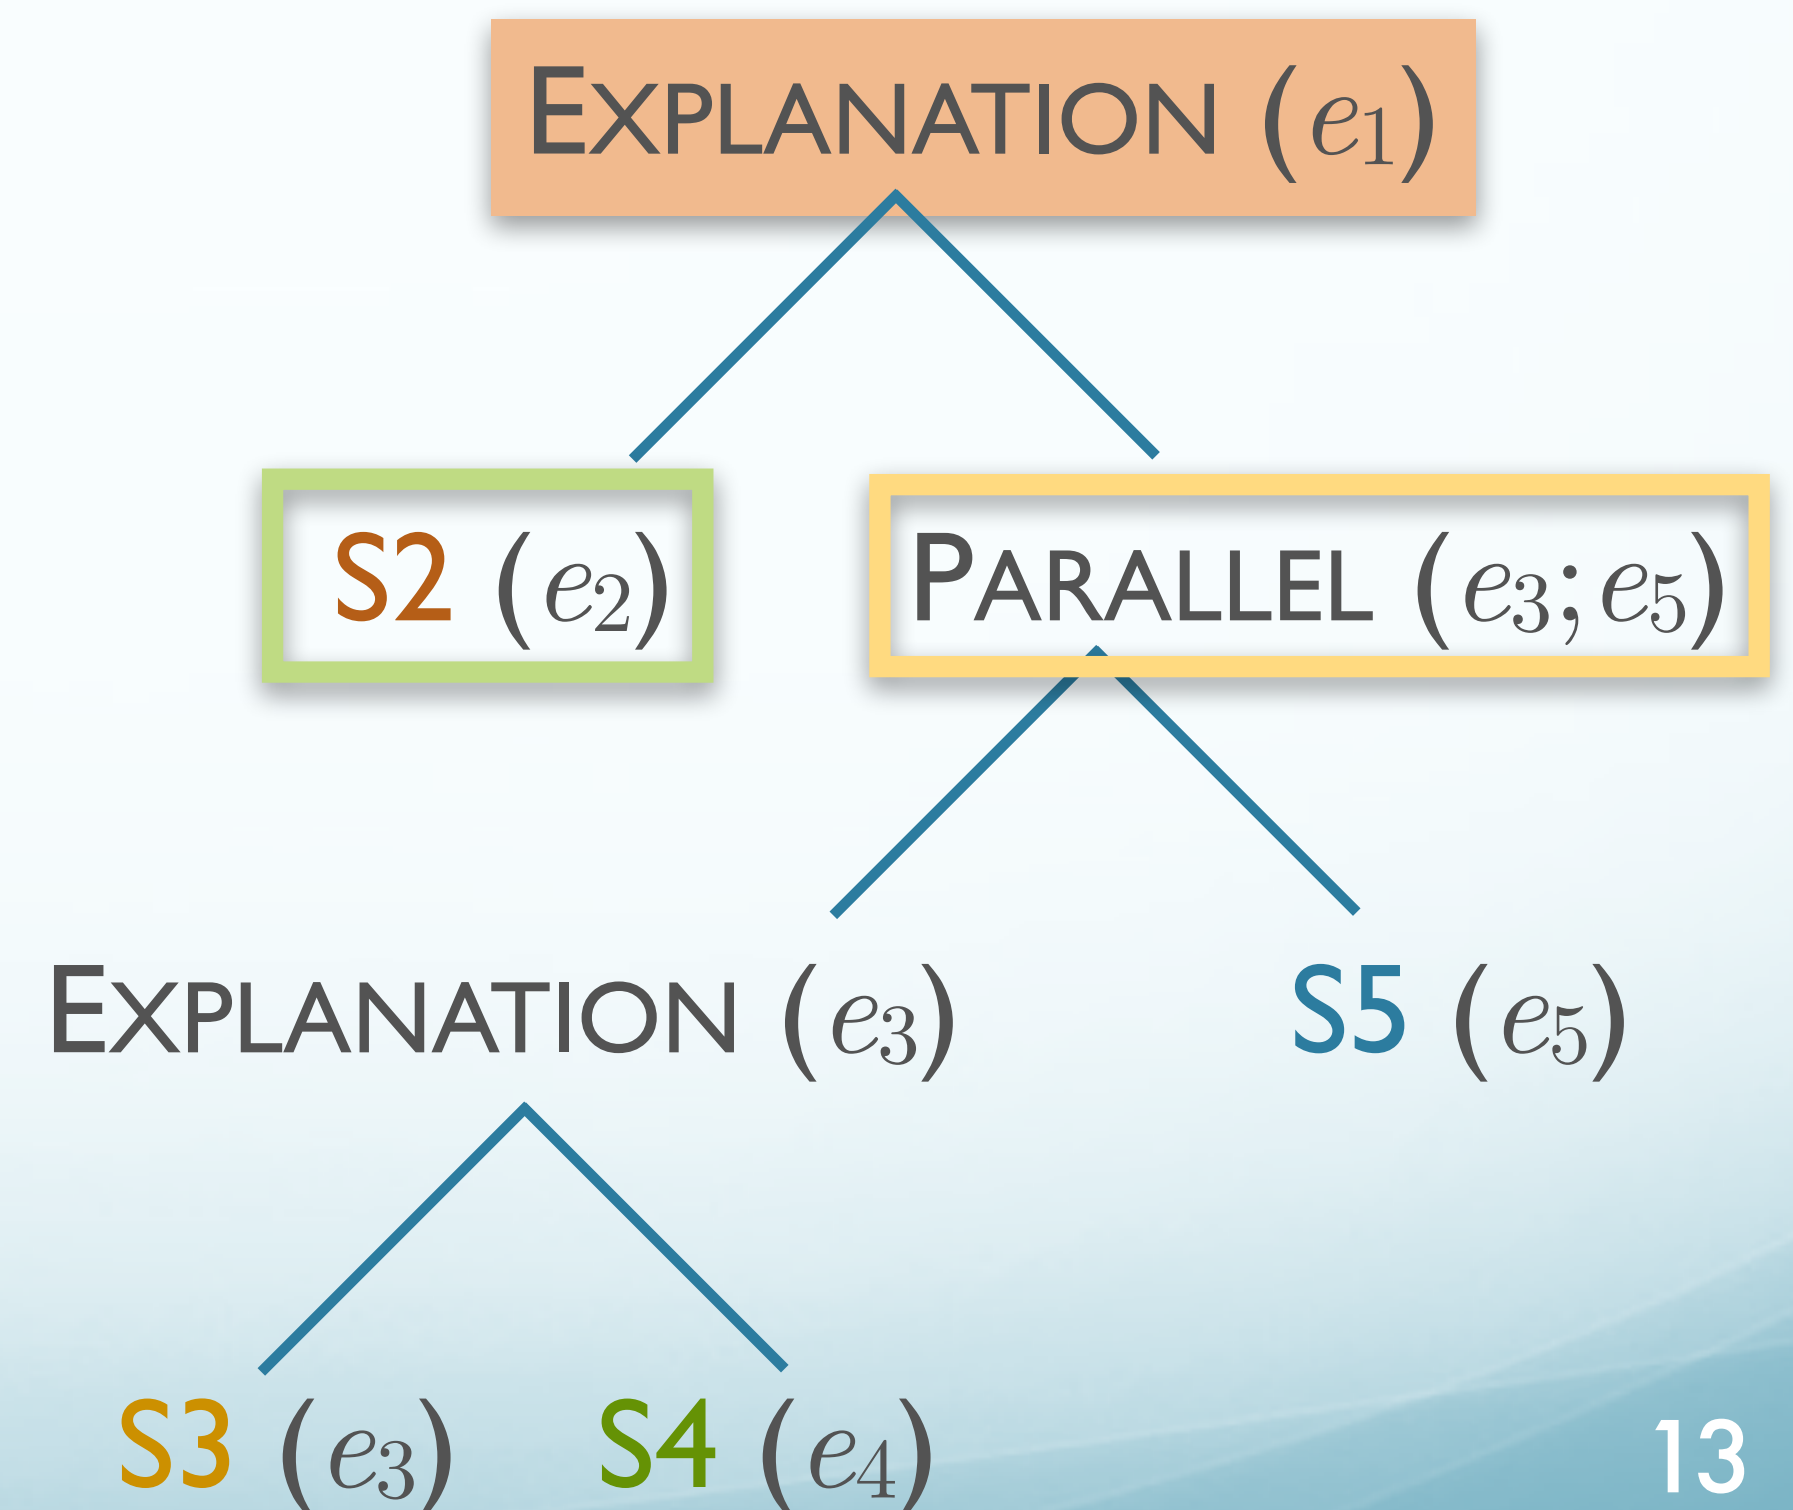 EXPLANATION (e₁)
S2 (e₂)  PARALLEL (e₃; e₅)
EXPLANATION (e₃)  S5 (e₅)
S3 (e₃)  S4 (e₄)
13